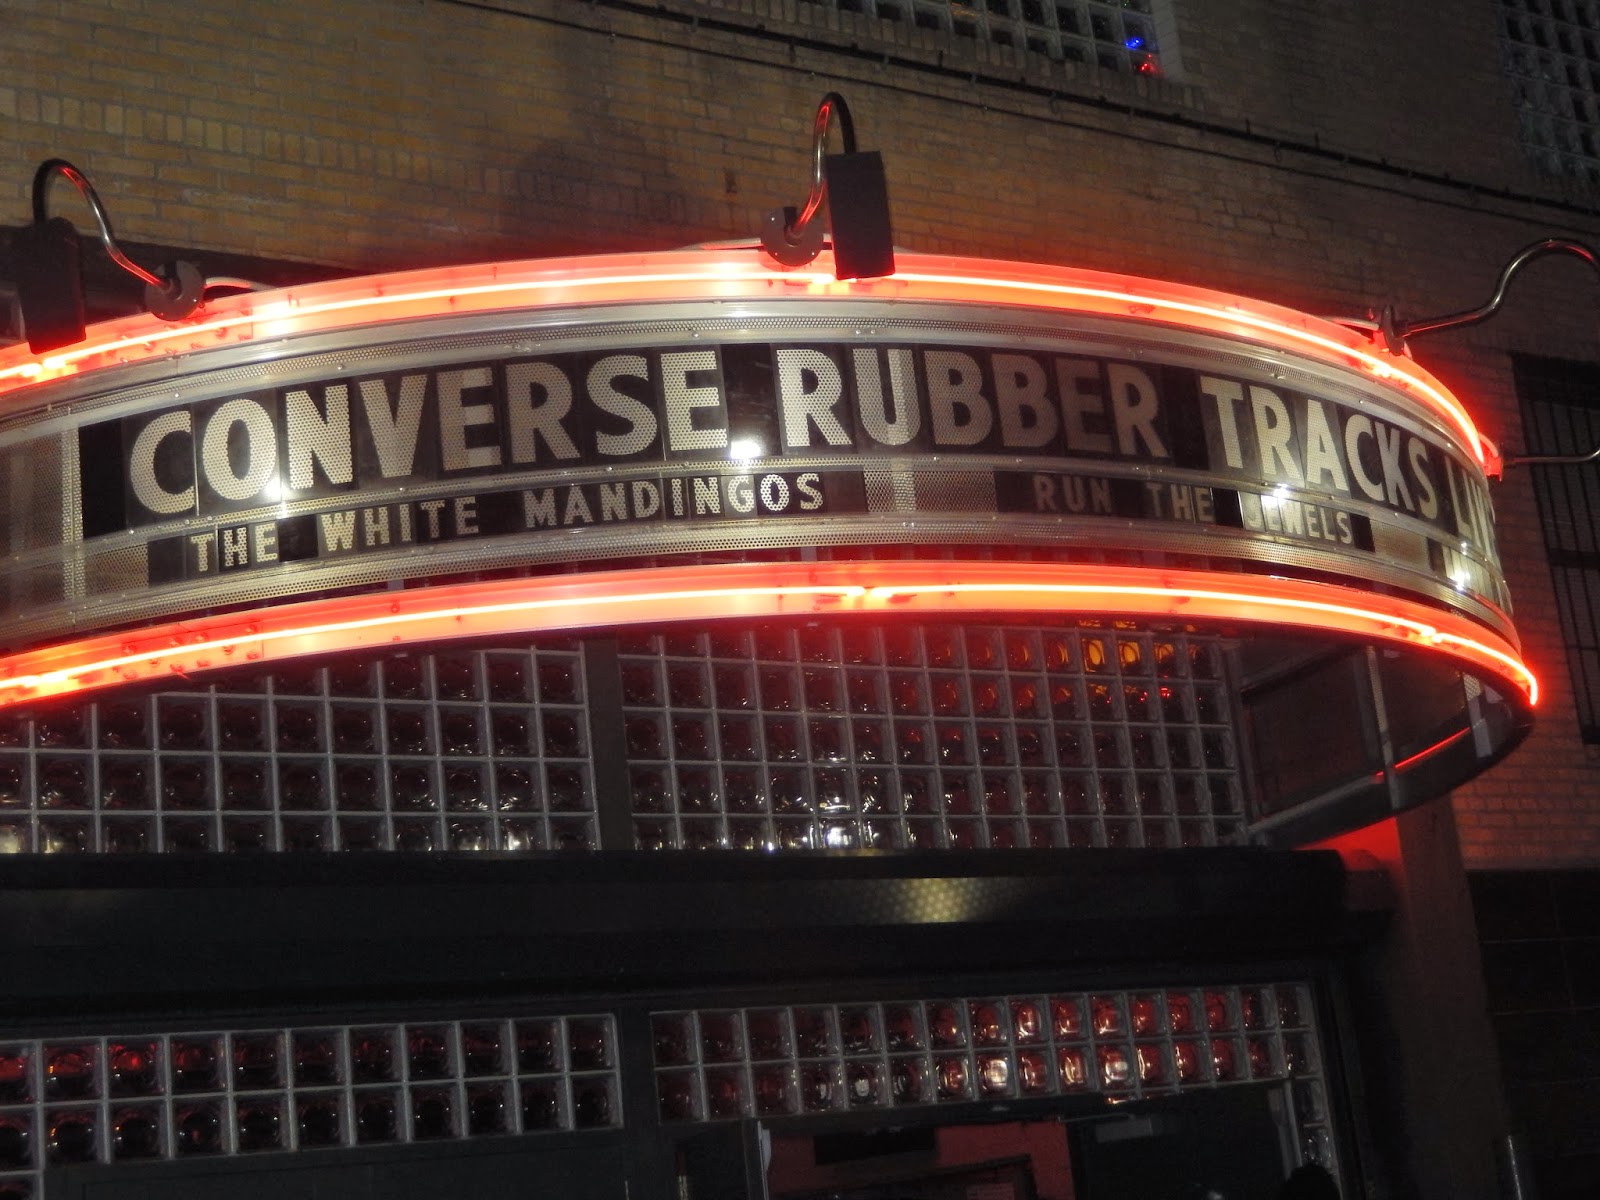 CONVERSE RUBBER TRACKS
THE WHITE MANDINGOS RUN THE JEWELS